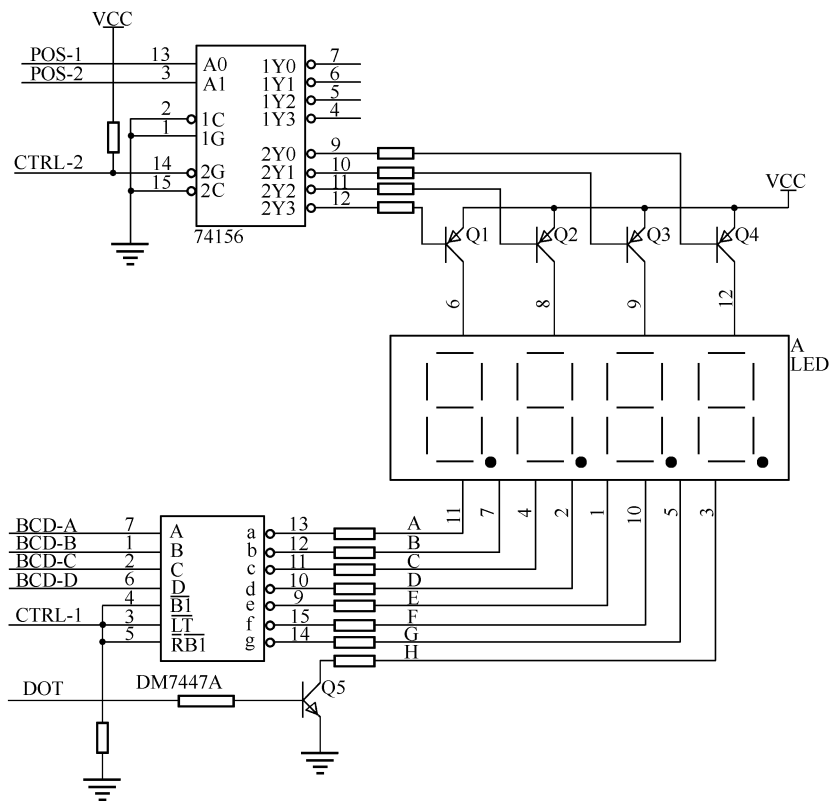 VCC
POS-1 13 A0 1Y0 7
POS-2 3 A1 1Y1 6
1Y2 5
2 1C 1Y3 4
1 1G
2Y0 9
CTRL-2 14 2G 2Y1 10
15 2C 2Y2 11
2Y3 12
VCC
74156
Q1 Q2 Q3 Q4
6 8 9 12
A
LED
11 7 4 2 1 10 5 3
BCD-A 7 A a 13 A
BCD-B 1 B b 12 B
BCD-C 2 C c 11 C
BCD-D 6 D d 10 D
4 B1 e 9 E
CTRL-1 3 LT f 15 F
5 RB1 g 14 G
H
DM7447A
DOT
Q5